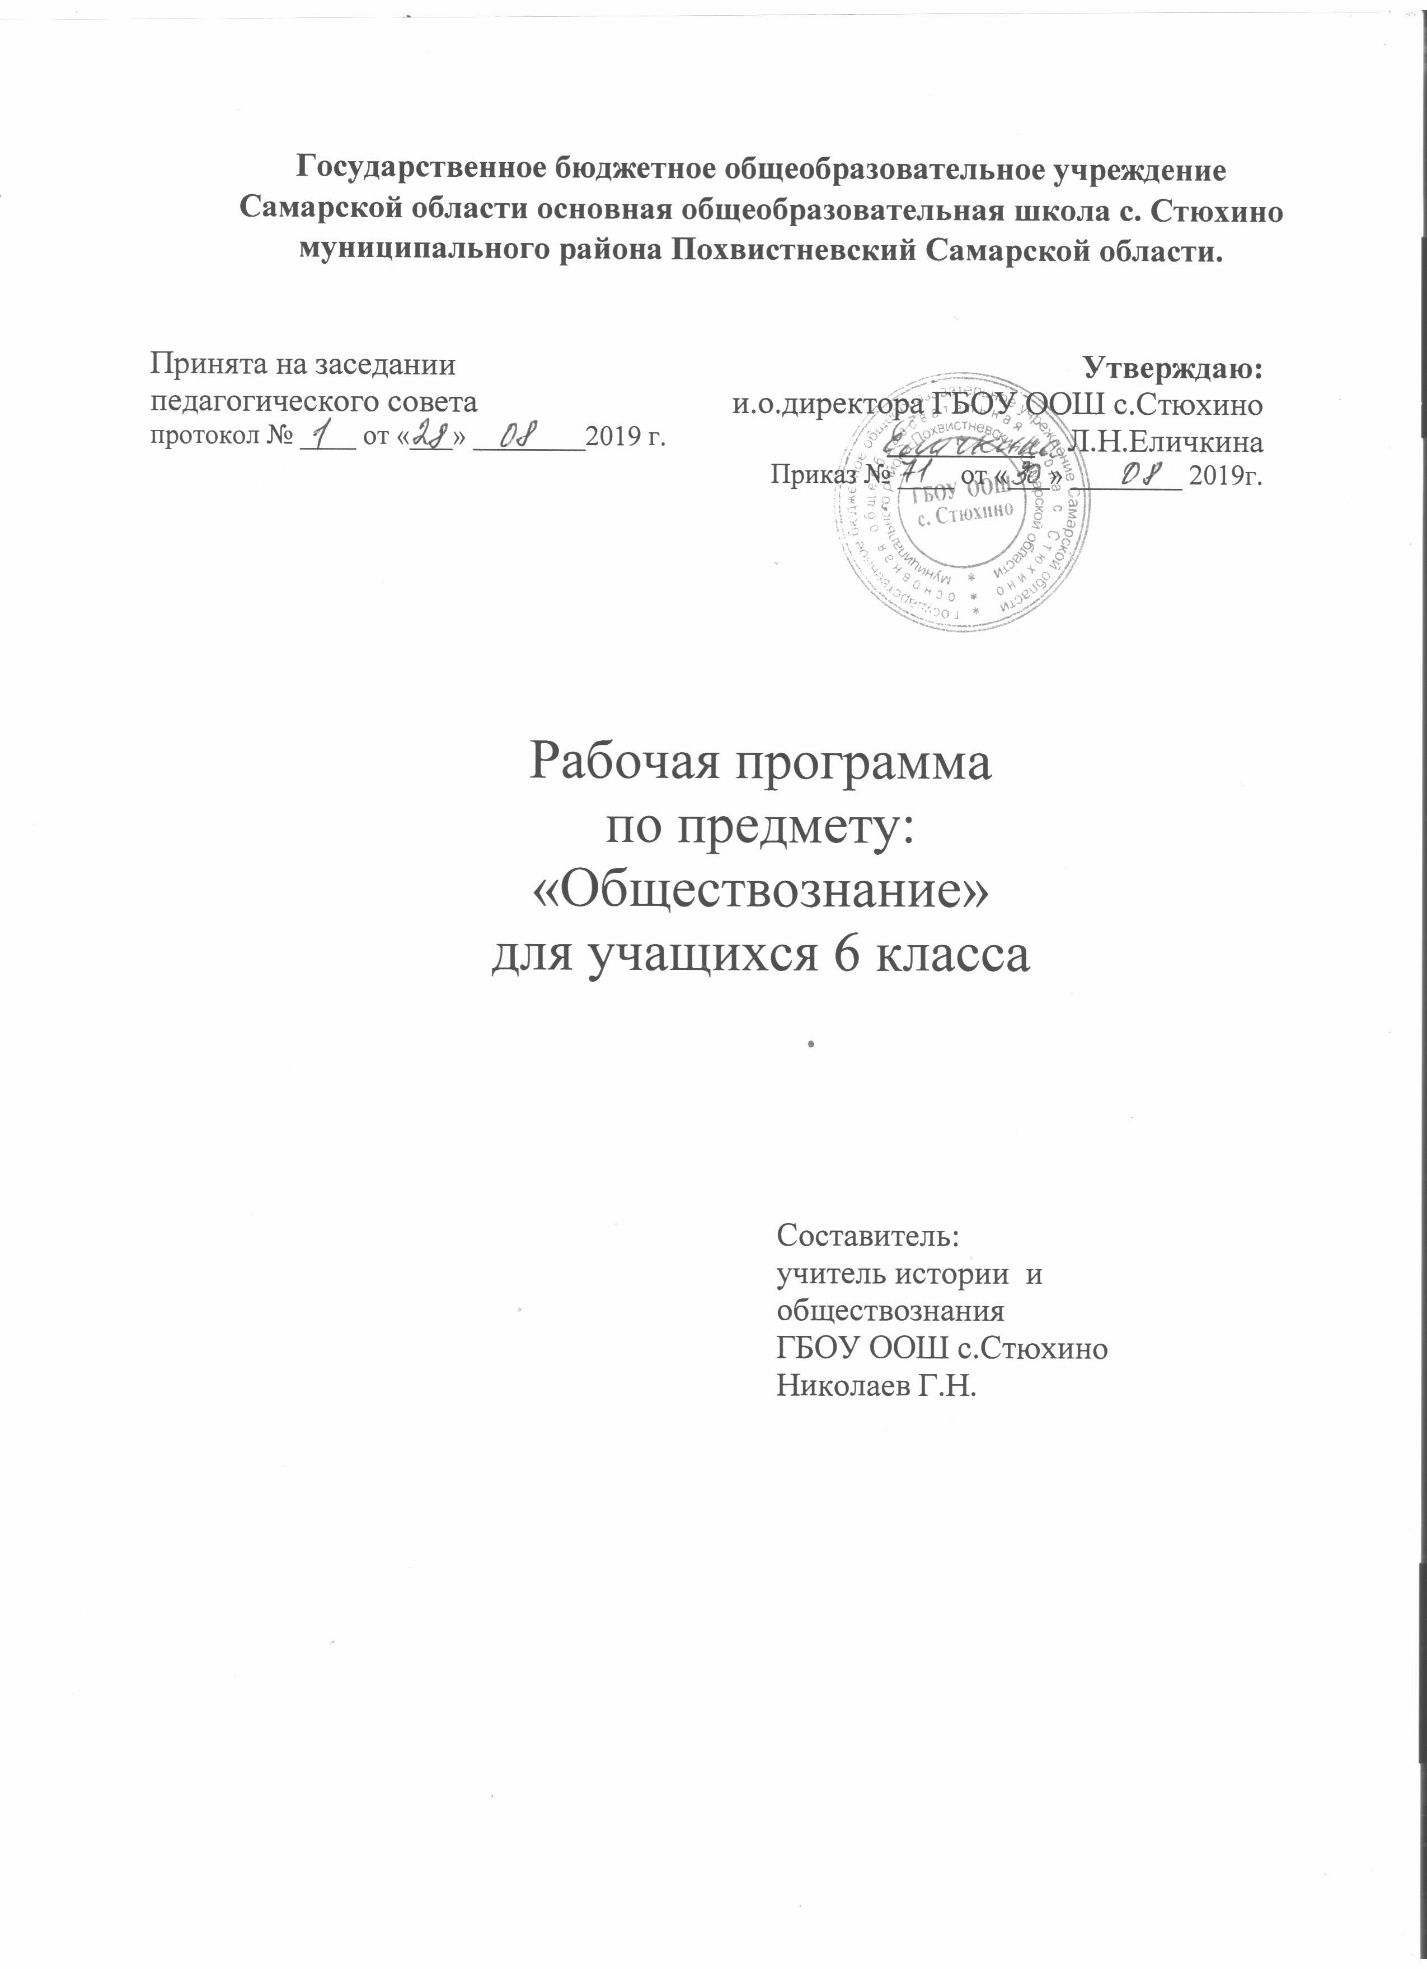 Государственное бюджетное общеобразовательное учреждение
Самарской области основная общеобразовательная школа с. Стюхино
муниципального района Похвистневский Самарской области.
Принята на заседании
педагогического совета
протокол № 1 от «28» 08 2019 г.
Утверждаю:
и.о.директора ГБОУ ООШ с.Стюхино
Л.Н.Еличкина
Приказ № 71 от «30» 08 2019г.
ГБОУ ООШ
с. Стюхино
Рабочая программа
по предмету:
«Обществознание»
для учащихся 6 класса
Составитель:
учитель истории и
обществознания
ГБОУ ООШ с.Стюхино
Николаев Г.Н.